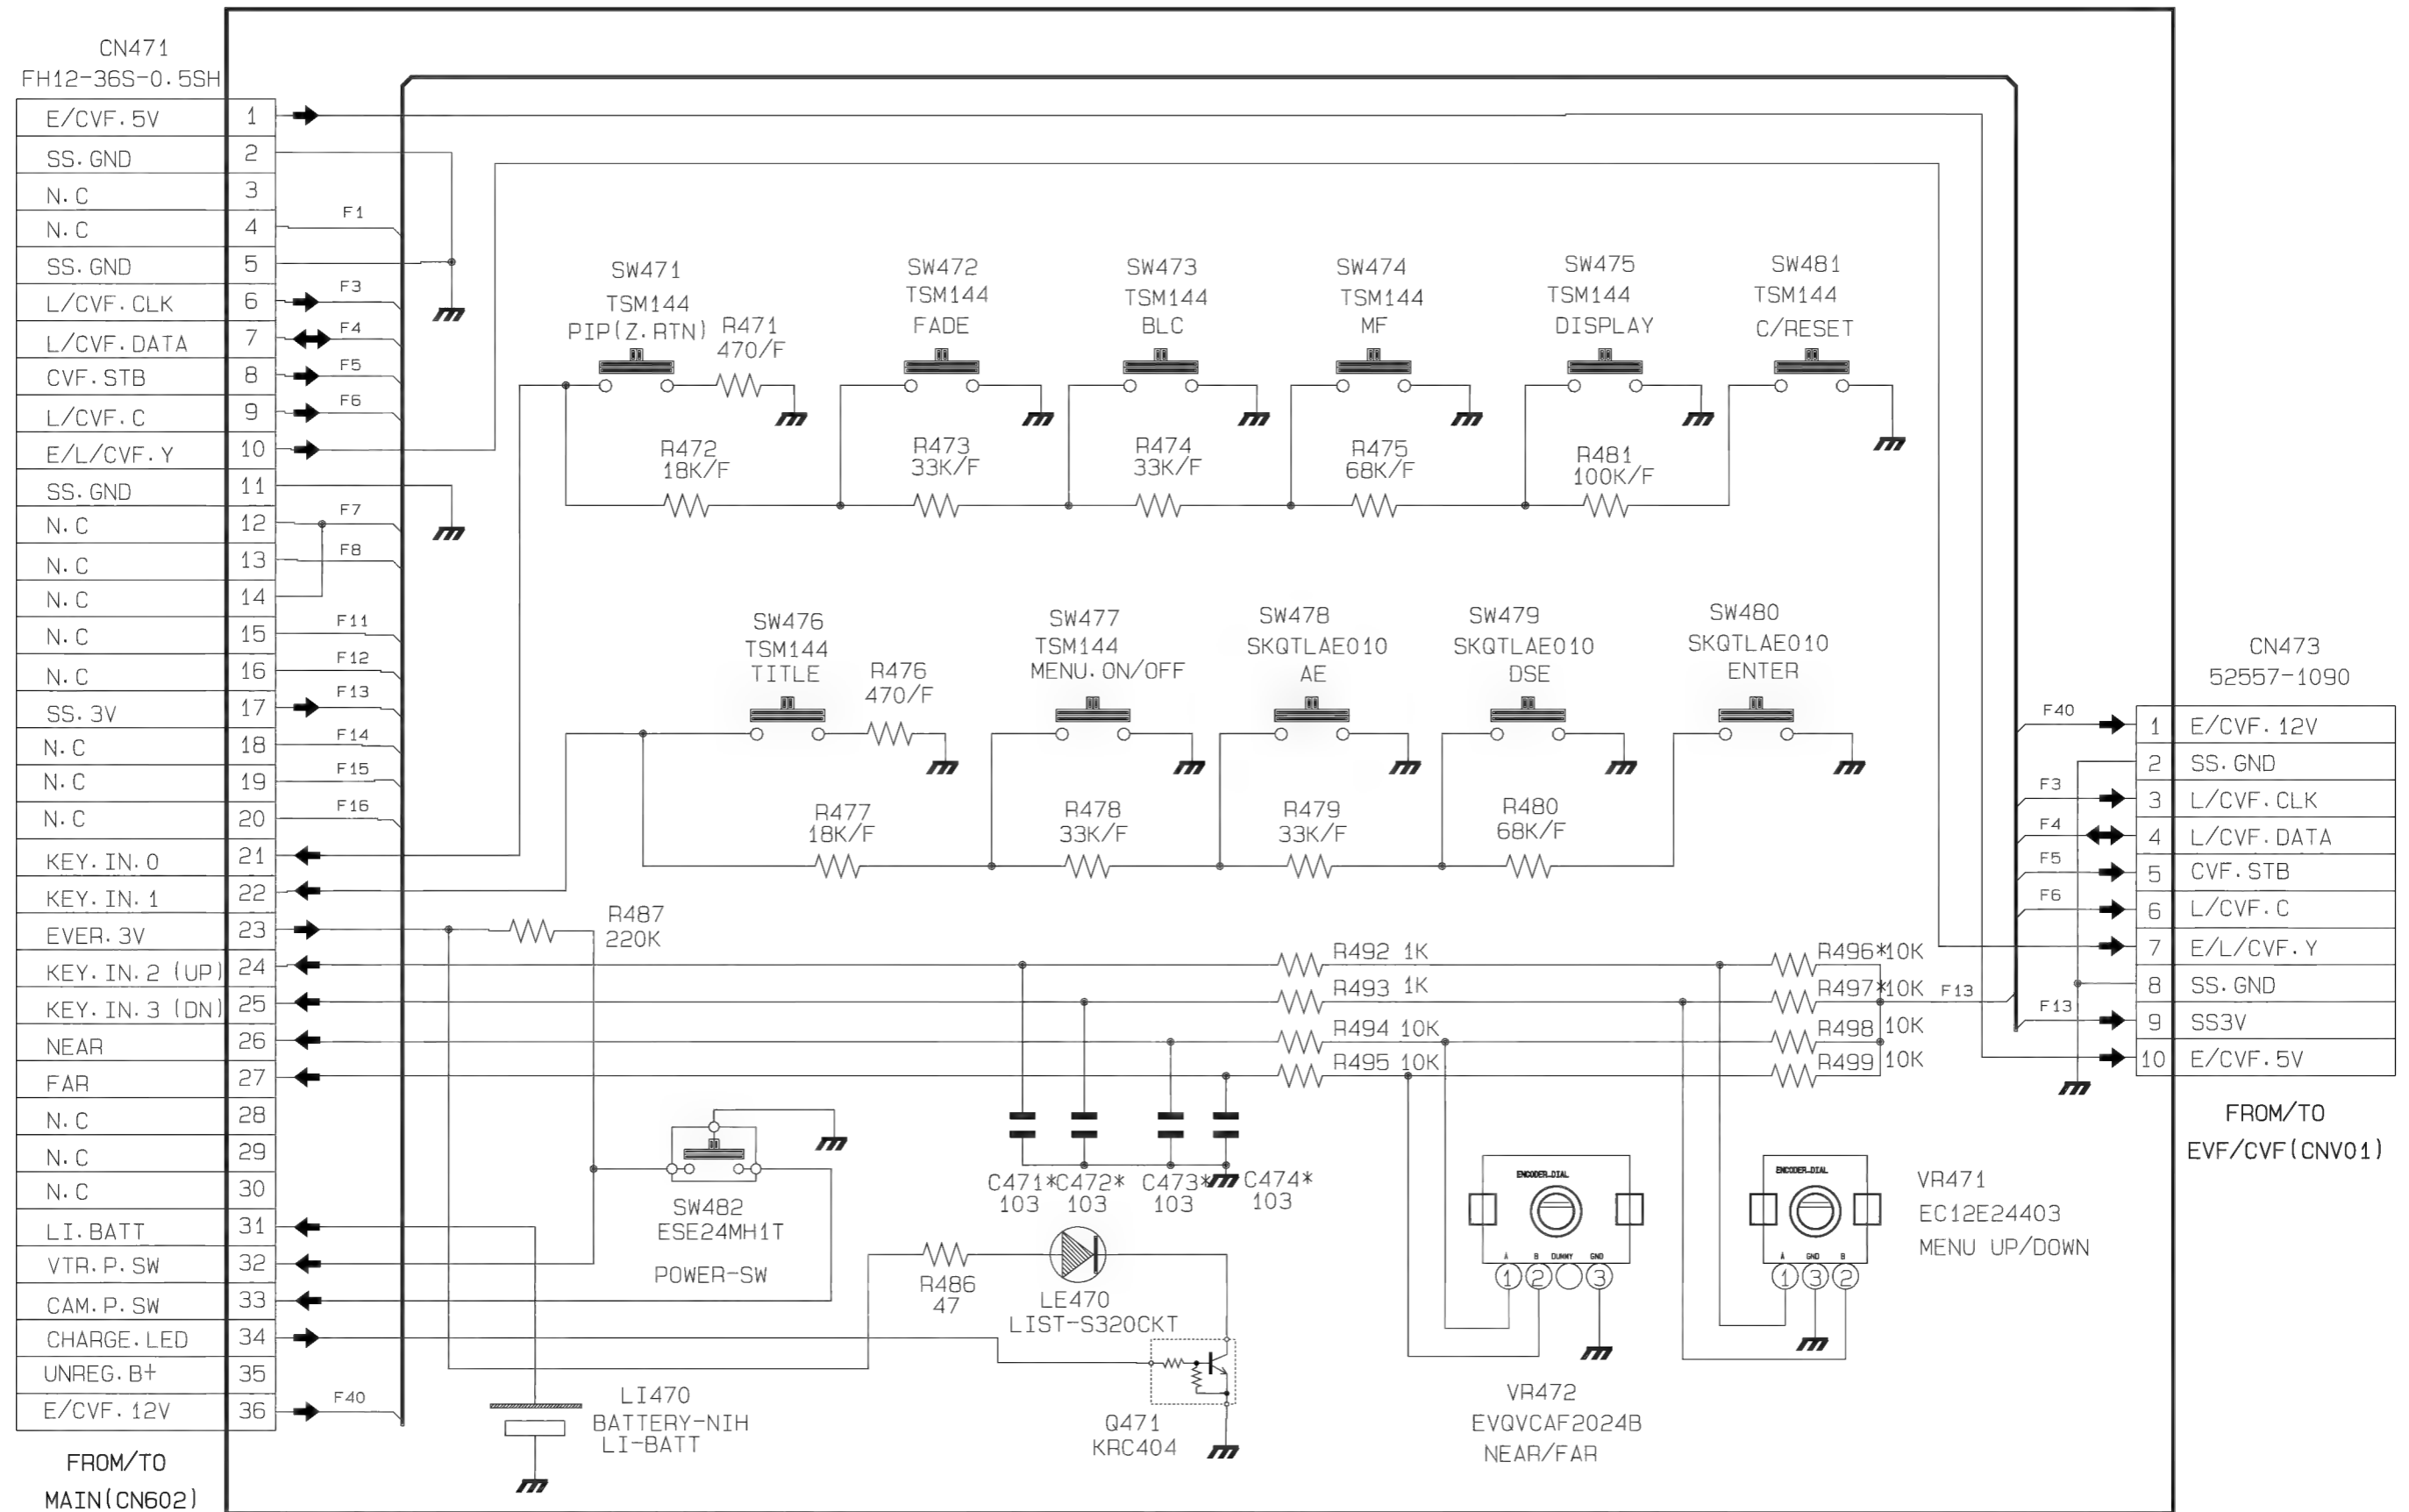 CN471
FH12-36S-0.5SH
E/CVF.5V 1
SS.GND 2
N.C 3
N.C 4 F1
SS.GND 5
L/CVF.CLK 6 F3
L/CVF.DATA 7 F4
CVF.STB 8 F5
L/CVF.C 9 F6
E/L/CVF.Y 10
SS.GND 11
N.C 12 F7
N.C 13 F8
N.C 14
N.C 15 F11
N.C 16 F12
SS.3V 17 F13
N.C 18 F14
N.C 19 F15
N.C 20 F16
KEY.IN.0 21
KEY.IN.1 22
EVER.3V 23
KEY.IN.2 (UP) 24
KEY.IN.3 (DN) 25
NEAR 26
FAR 27
N.C 28
N.C 29
N.C 30
LI.BATT 31
VTR.P.SW 32
CAM.P.SW 33
CHARGE.LED 34
UNREG.B+ 35
E/CVF.12V 36 F40
FROM/TO
MAIN(CN602)
SW471
TSM144
PIP(Z.RTN)
R471
470/F
SW472
TSM144
FADE
SW473
TSM144
BLC
SW474
TSM144
MF
SW475
TSM144
DISPLAY
SW481
TSM144
C/RESET
R472
18K/F
R473
33K/F
R474
33K/F
R475
68K/F
R481
100K/F
SW476
TSM144
TITLE
R476
470/F
SW477
TSM144
MENU.ON/OFF
SW478
SKQTLAE010
AE
SW479
SKQTLAE010
DSE
SW480
SKQTLAE010
ENTER
R477
18K/F
R478
33K/F
R479
33K/F
R480
68K/F
R487
220K
R492 1K
R493 1K
R494 10K
R495 10K
R496*10K
R497*10K F13
R498 10K
R499 10K
C471*
103
C472*
103
C473*
103
C474*
103
SW482
ESE24MH1T
POWER-SW
R486
47
LE470
LIST-S320CKT
LI470
BATTERY-NIH
LI-BATT
Q471
KRC404
ENCODER-DIAL
A B DUMMY GND
1 2 3
VR472
EVQVCAF2024B
NEAR/FAR
ENCODER-DIAL
A GND B
1 3 2
VR471
EC12E24403
MENU UP/DOWN
CN473
52557-1090
F40 1 E/CVF.12V
2 SS.GND
F3 3 L/CVF.CLK
F4 4 L/CVF.DATA
F5 5 CVF.STB
F6 6 L/CVF.C
7 E/L/CVF.Y
8 SS.GND
F13 9 SS3V
10 E/CVF.5V
FROM/TO
EVF/CVF(CNV01)